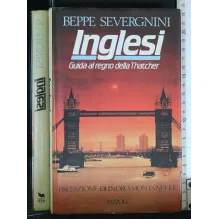 BEPPE SEVERGNINI
Inglesi
Guida al regno della Thatcher
PREFAZIONE DI INDRO MONTANELLI
RIZZOLI